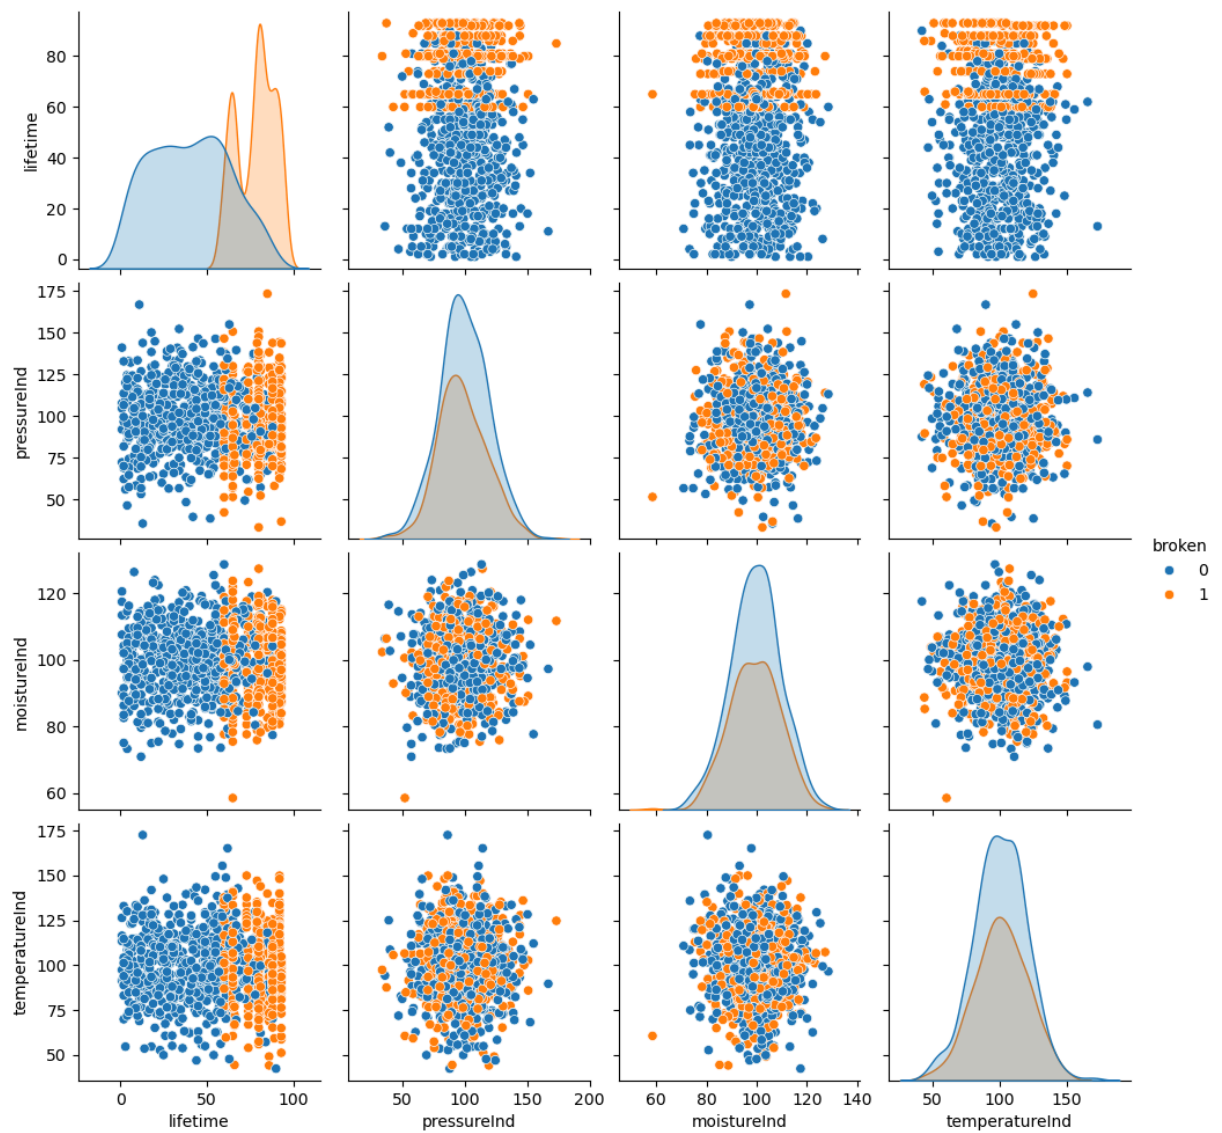 80
60
40
20
0
lifetime
175
150
125
100
75
50
pressureInd
broken
0
1
120
100
80
60
moistureInd
175
150
125
100
75
50
temperatureInd
0 50 100
50 100 150 200
60 80 100 120 140
50 100 150
lifetime pressureInd moistureInd temperatureInd